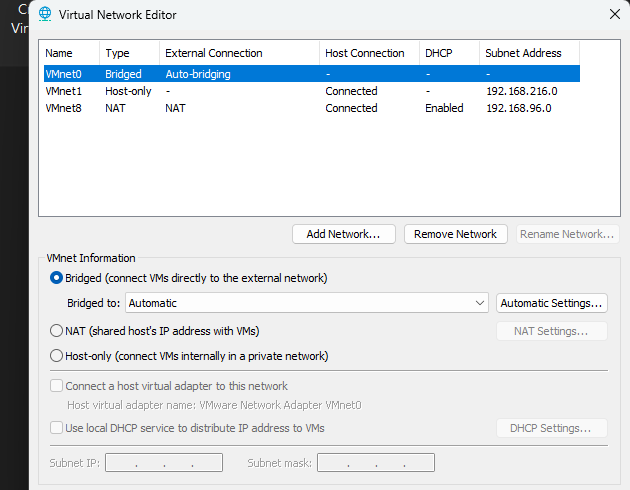 C
Vir
Virtual Network Editor
Name Type External Connection Host Connection DHCP Subnet Address
VMnet0 Bridged Auto-bridging - - -
VMnet1 Host-only - Connected - 192.168.216.0
VMnet8 NAT NAT Connected Enabled 192.168.96.0
Add Network... Remove Network Rename Network...
VMnet Information
Bridged (connect VMs directly to the external network)
Bridged to: Automatic Automatic Settings...
NAT (shared host's IP address with VMs) NAT Settings...
Host-only (connect VMs internally in a private network)
Connect a host virtual adapter to this network
Host virtual adapter name: VMware Network Adapter VMnet0
Use local DHCP service to distribute IP address to VMs DHCP Settings...
Subnet IP: . . . Subnet mask: . . .